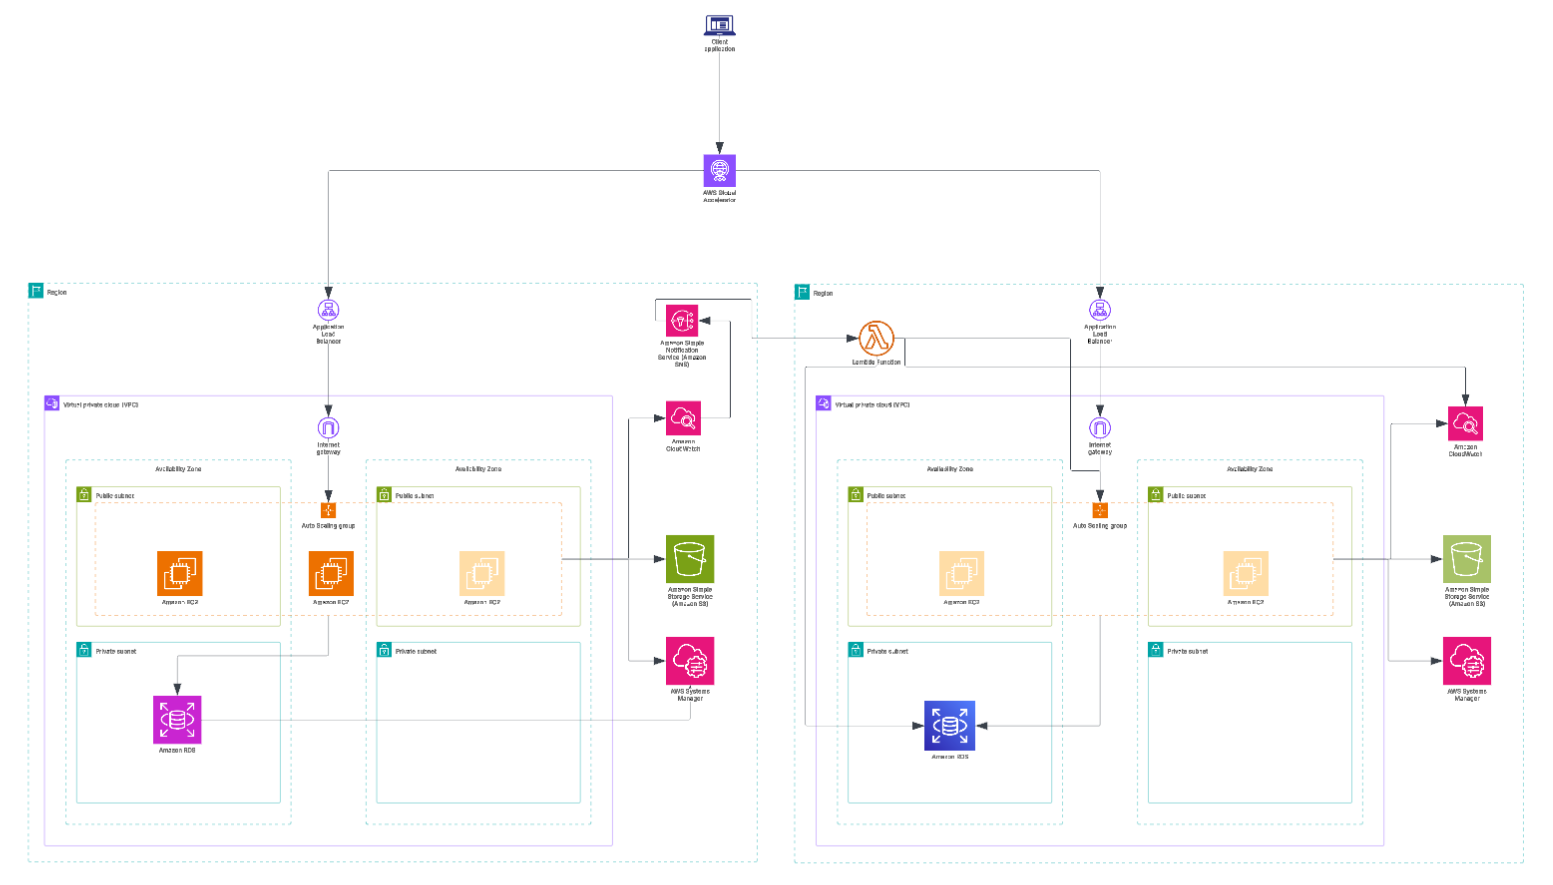 Client
application
AWS Global
Accelerator
Region
Application
Load
Balancer
Amazon Simple
Notification
Service (Amazon
SNS)
Virtual private cloud (VPC)
Internet
gateway
Amazon
CloudWatch
Availability Zone
Availability Zone
Public subnet
Public subnet
Auto Scaling group
Amazon EC2
Amazon EC2
Amazon EC2
Amazon Simple
Storage Service
(Amazon S3)
Private subnet
Private subnet
AWS Systems
Manager
Amazon RDS
Region
Application
Load
Balancer
Lambda Function
Virtual private cloud (VPC)
Internet
gateway
Amazon
CloudWatch
Availability Zone
Availability Zone
Public subnet
Public subnet
Auto Scaling group
Amazon EC2
Amazon EC2
Amazon Simple
Storage Service
(Amazon S3)
Private subnet
Private subnet
AWS Systems
Manager
Amazon RDS